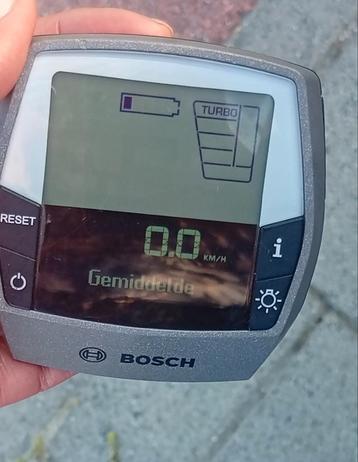 TURBO
RESET
0.0 KM/H
i
Gemiddelde
BOSCH